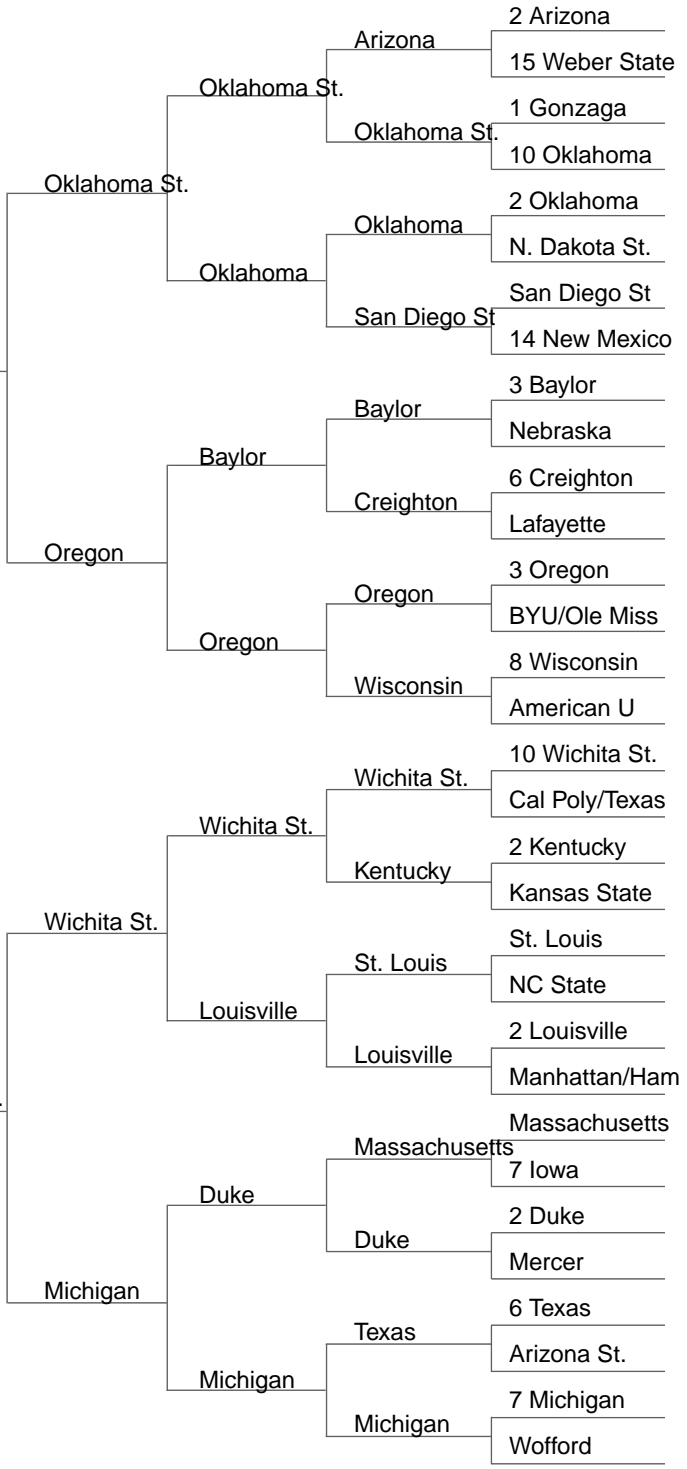 2 Arizona
Arizona
15 Weber State
Oklahoma St.
1 Gonzaga
Oklahoma St.
10 Oklahoma
Oklahoma St.
2 Oklahoma
Oklahoma
N. Dakota St.
Oklahoma
San Diego St
San Diego St
14 New Mexico
3 Baylor
Baylor
Nebraska
Baylor
6 Creighton
Creighton
Lafayette
Oregon
3 Oregon
Oregon
BYU/Ole Miss
Oregon
8 Wisconsin
Wisconsin
American U
10 Wichita St.
Wichita St.
Cal Poly/Texas
Wichita St.
2 Kentucky
Kentucky
Kansas State
Wichita St.
St. Louis
St. Louis
NC State
Louisville
2 Louisville
Louisville
Manhattan/Ham
Massachusetts
Massachusetts
7 Iowa
Duke
2 Duke
Duke
Mercer
Michigan
6 Texas
Texas
Arizona St.
Michigan
7 Michigan
Michigan
Wofford